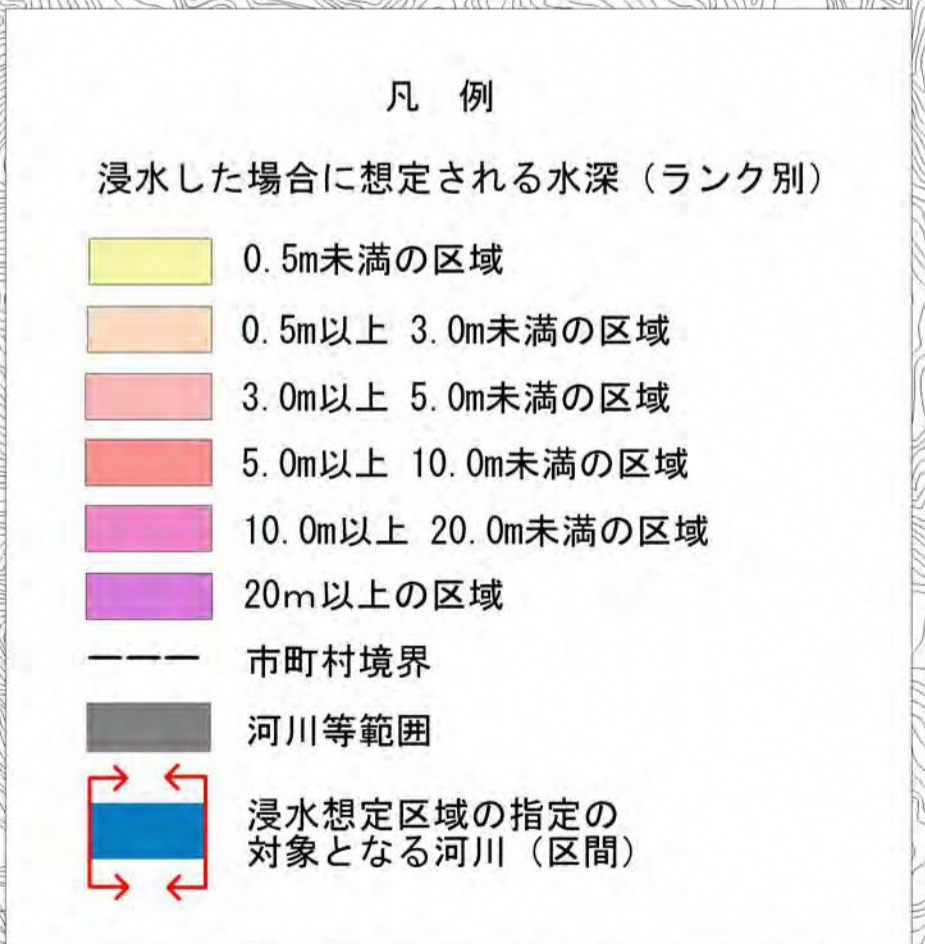 凡　例
浸水した場合に想定される水深（ランク別）
0.5m未満の区域
0.5m以上 3.0m未満の区域
3.0m以上 5.0m未満の区域
5.0m以上 10.0m未満の区域
10.0m以上 20.0m未満の区域
20ｍ以上の区域
市町村境界
河川等範囲
浸水想定区域の指定の
対象となる河川（区間）